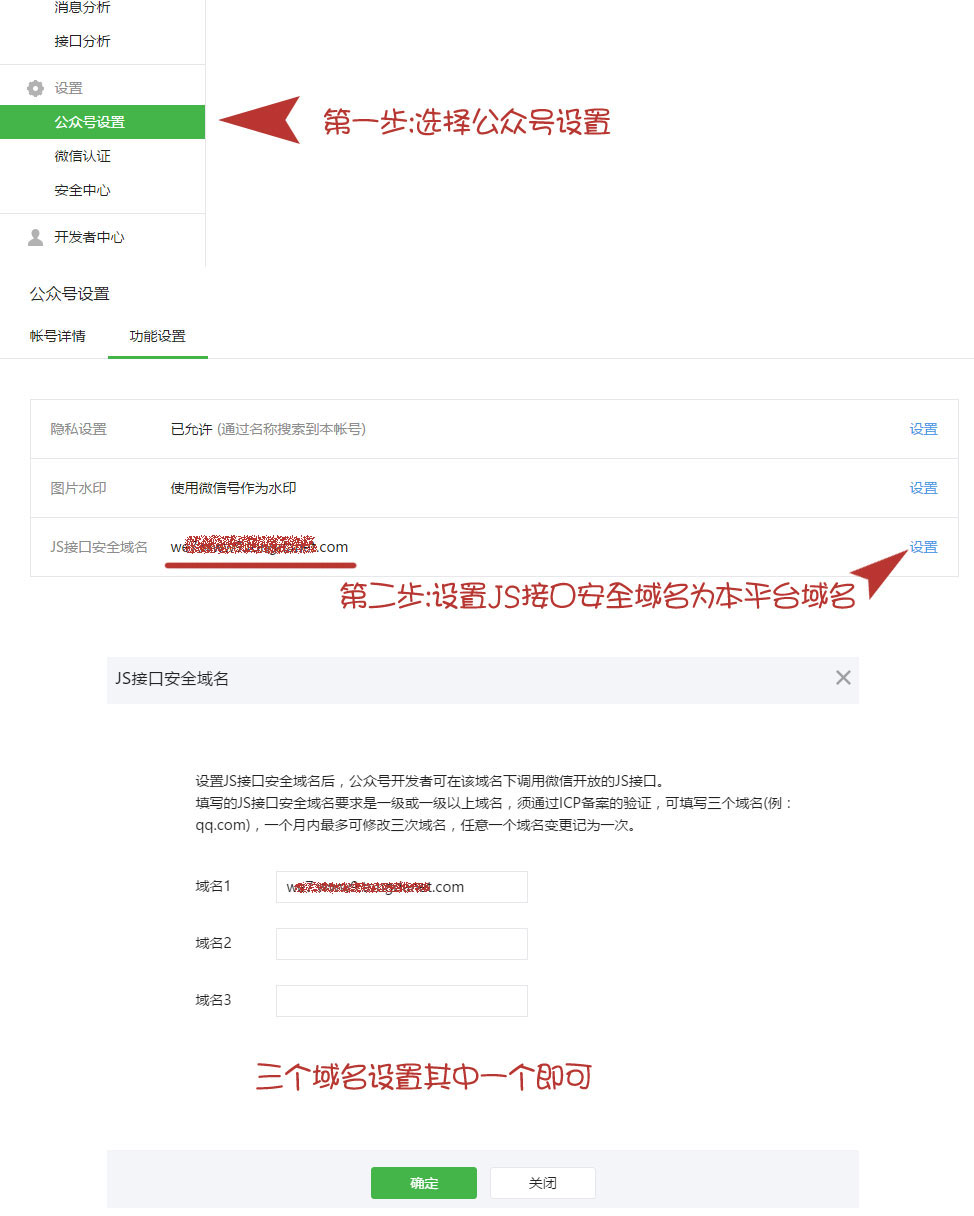 消息分析
接口分析
设置
公众号设置
第一步:选择公众号设置
微信认证
安全中心
开发者中心
公众号设置
帐号详情 功能设置
隐私设置 已允许 (通过名称搜索到本帐号) 设置
图片水印 使用微信号作为水印 设置
JS接口安全域名 .com 设置
第二步:设置JS接口安全域名为本平台域名
JS接口安全域名
设置JS接口安全域名后，公众号开发者可在该域名下调用微信开放的JS接口。
填写的JS接口安全域名要求是一级或一级以上域名，须通过ICP备案的验证，可填写三个域名(例：
qq.com)，一个月内最多可修改三次域名，任意一个域名变更记为一次。
域名1 .com
域名2
域名3
三个域名设置其中一个即可
确定 关闭